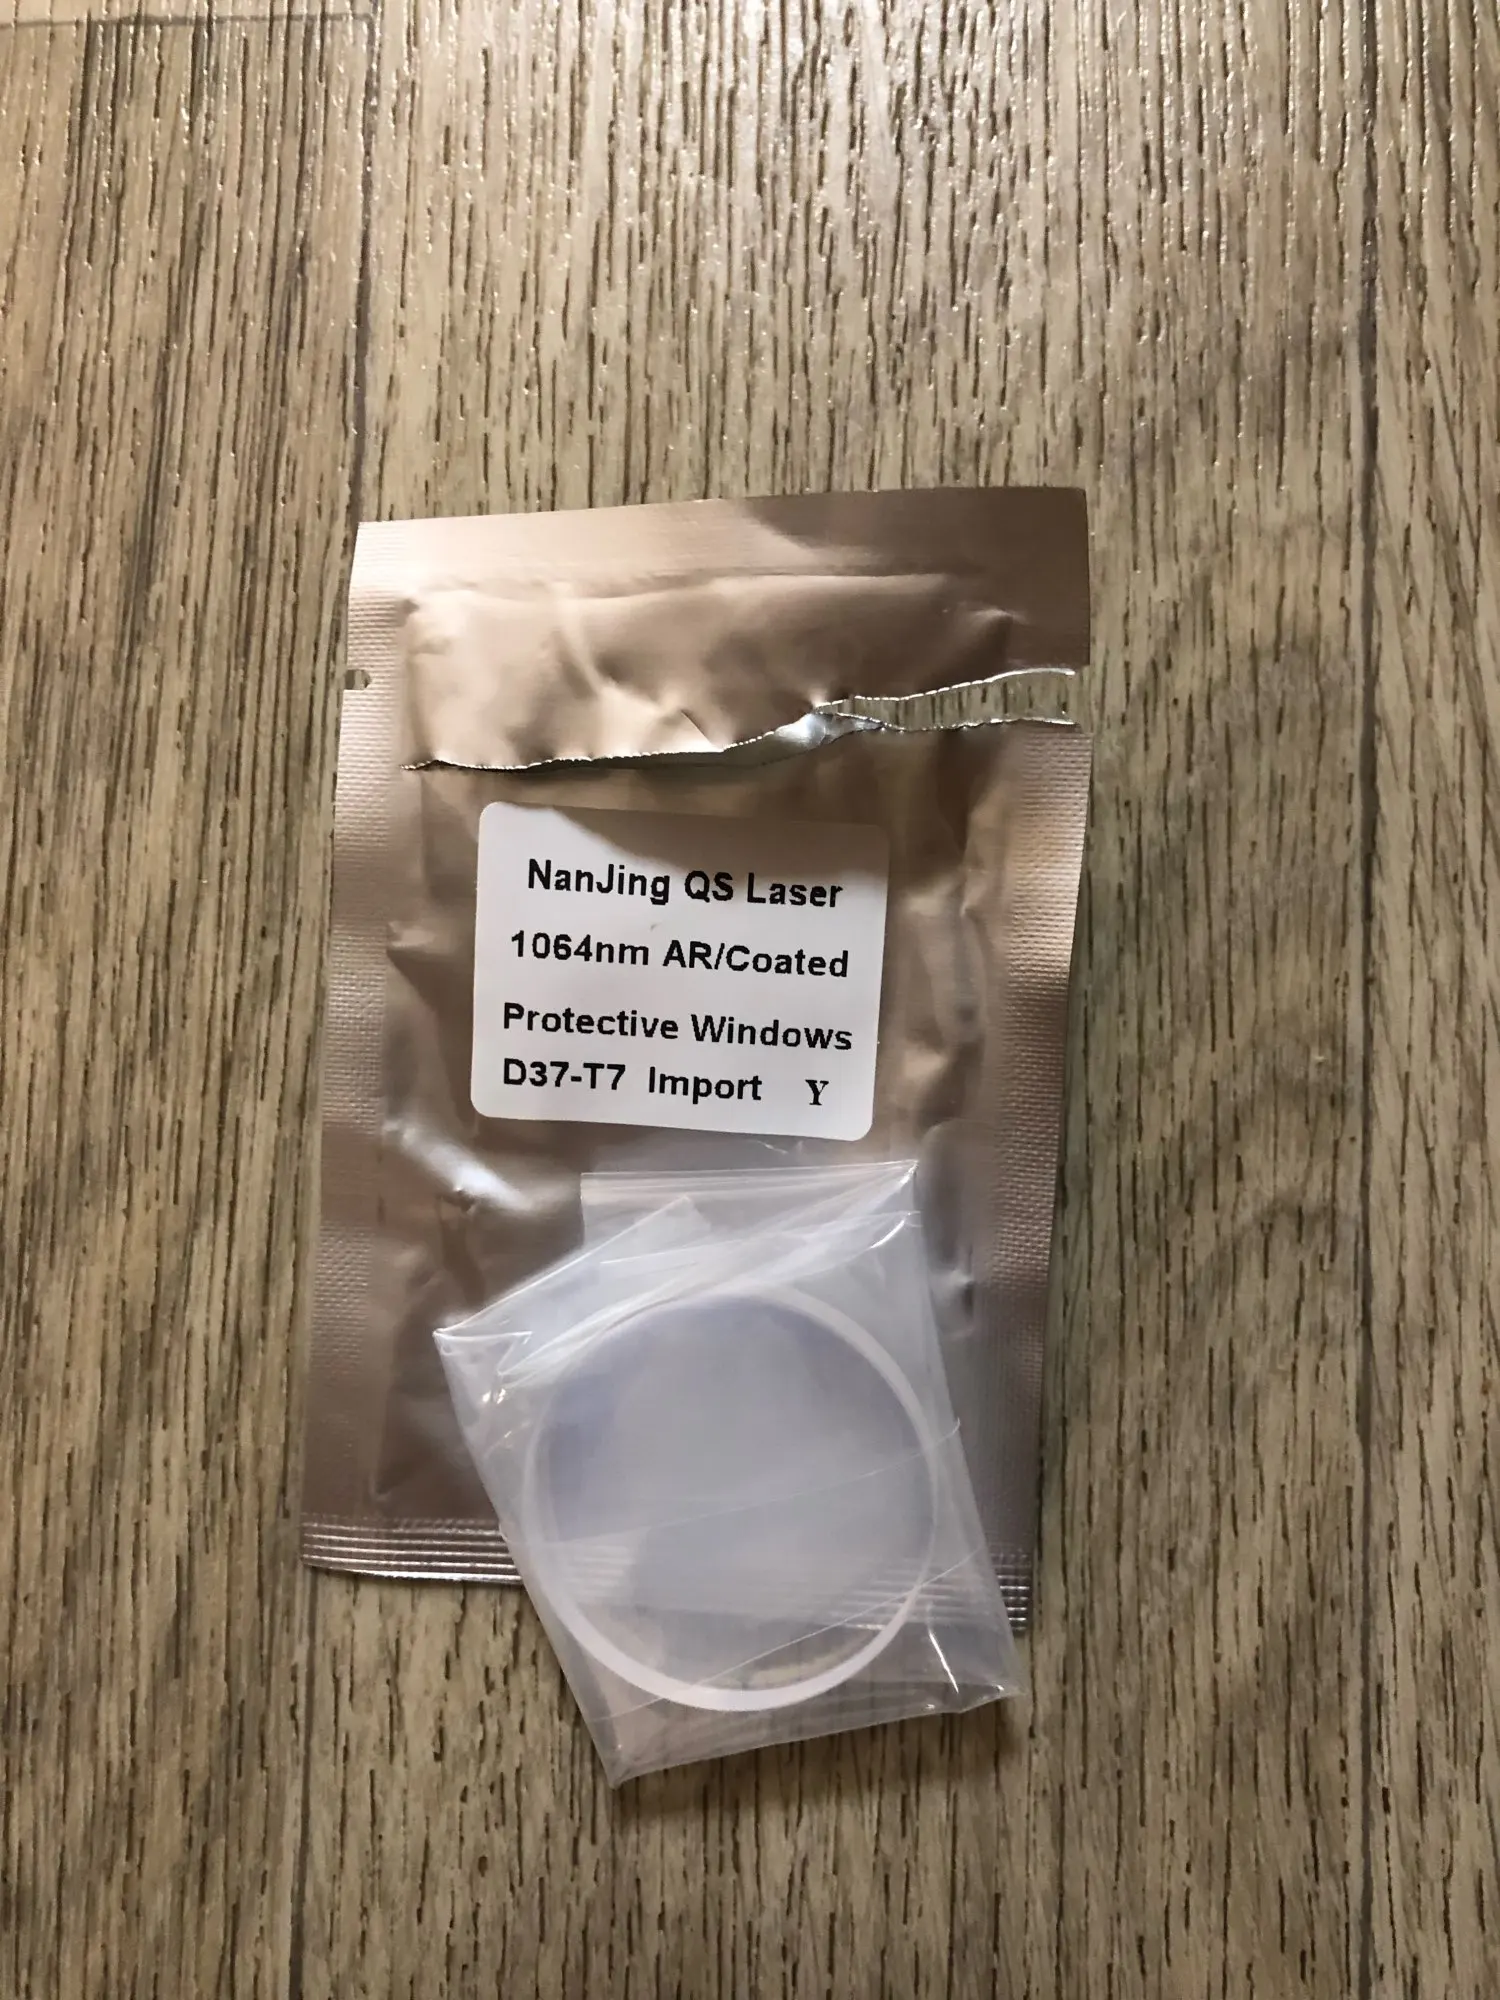 NanJing QS Laser
1064nm AR/Coated
Protective Windows
D37-T7 Import Y